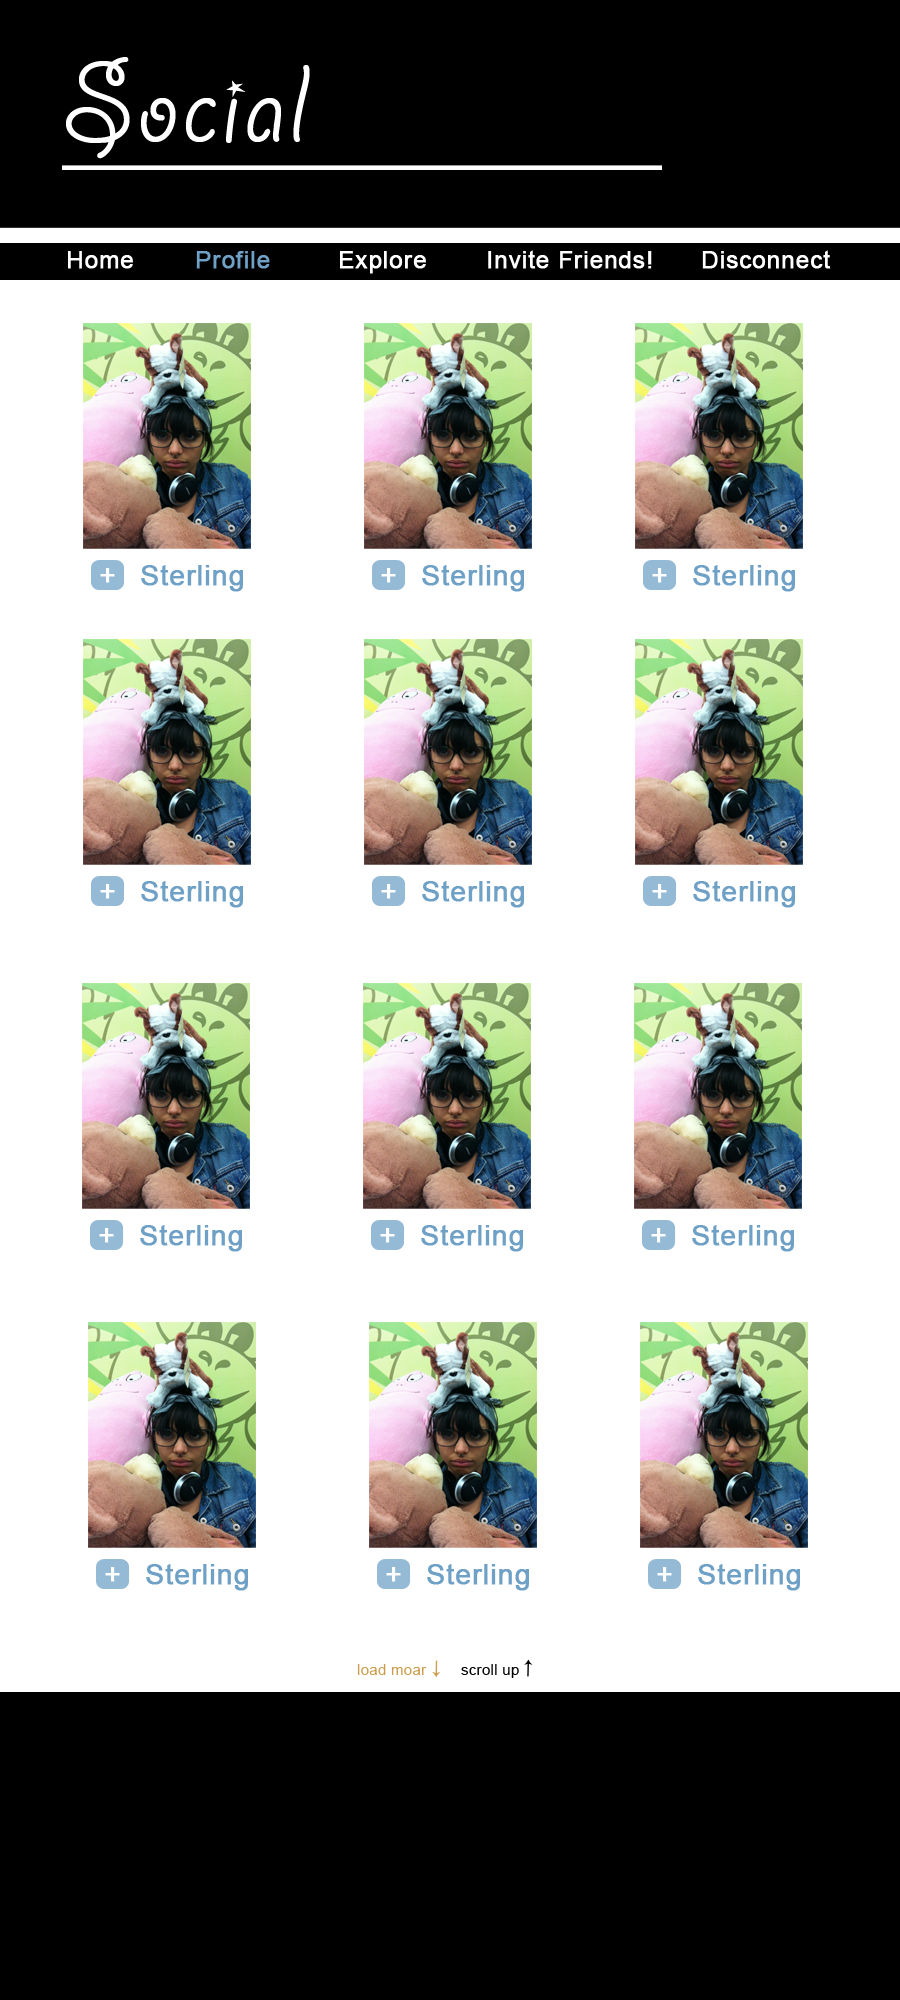 Social
Home Profile Explore Invite Friends! Disconnect
+ Sterling + Sterling + Sterling
+ Sterling + Sterling + Sterling
+ Sterling + Sterling + Sterling
+ Sterling + Sterling + Sterling
load moar ↓ scroll up ↑